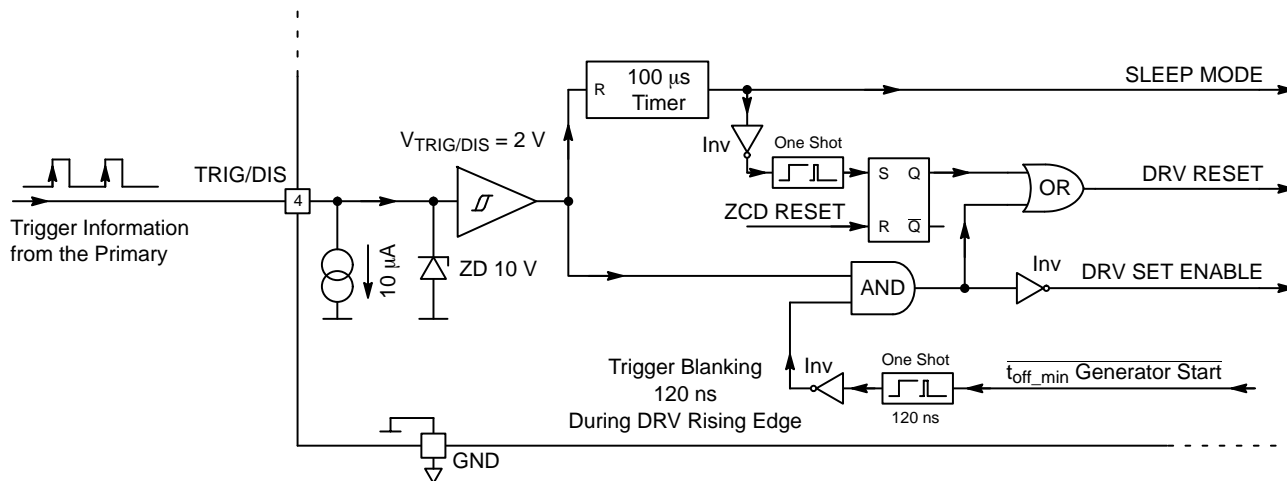 100 μs
Timer
R
SLEEP MODE
VTRIG/DIS = 2 V
Inv
One Shot
TRIG/DIS
4
S Q
R Q̅
OR
DRV RESET
ZCD RESET
Trigger Information
from the Primary
10 μA
ZD 10 V
AND
Inv
DRV SET ENABLE
Trigger Blanking
120 ns
During DRV Rising Edge
Inv
One Shot
120 ns
toff_min Generator Start
GND